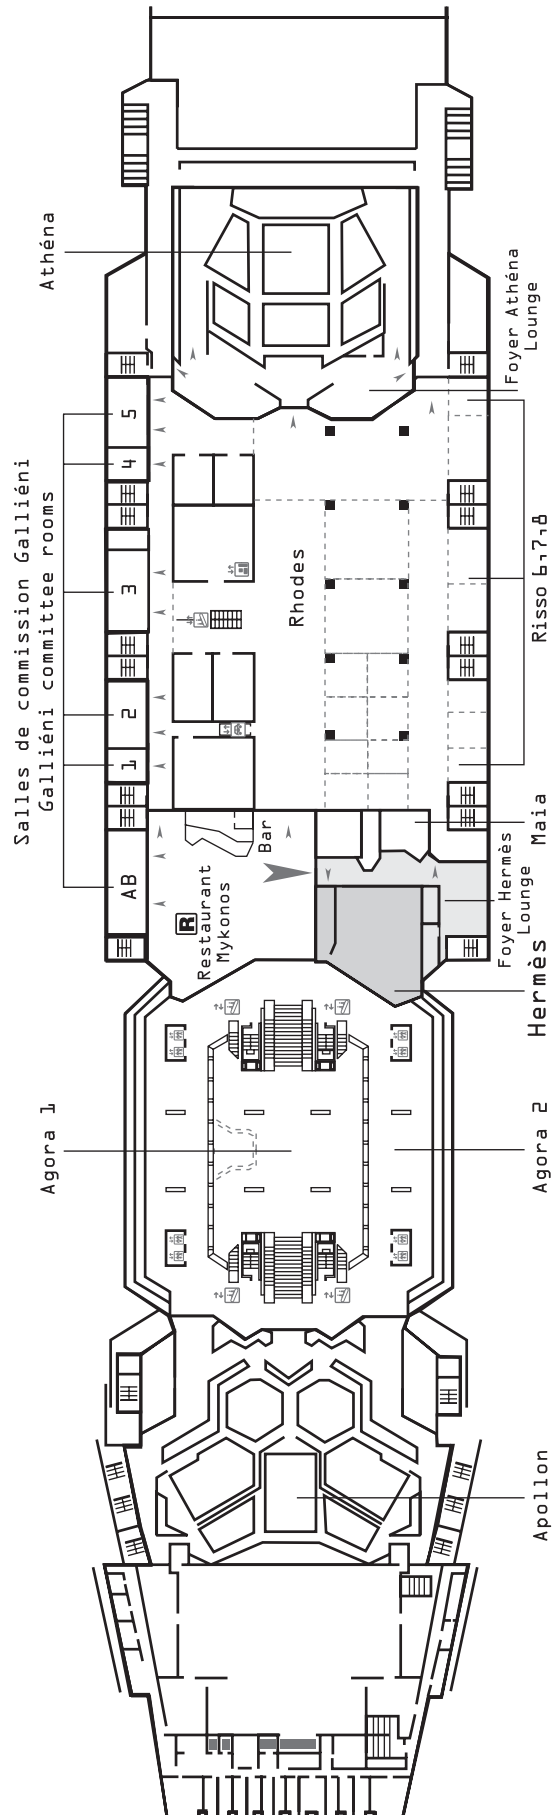 Salles de commission Galliéni
Galliéni committee rooms
AB
1
2
3
4
5
Athéna
Agora 1
Restaurant
Mykonos
R
Bar
Rhodes
Foyer Athéna
Lounge
Risso 6,7,8
Maia
Foyer Hermès
Lounge
Hermès
Agora 2
Apollon